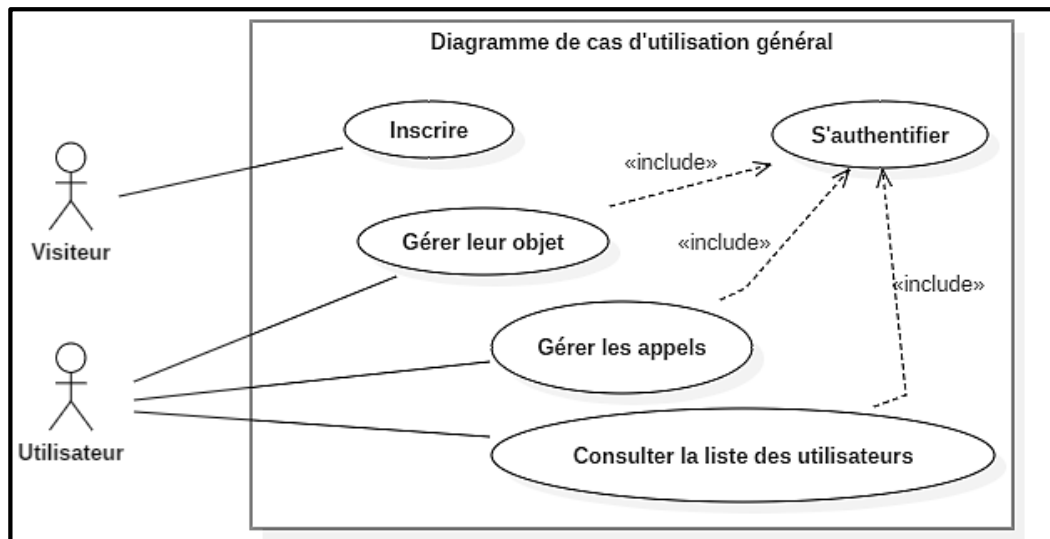 Diagramme de cas d'utilisation général
Inscrire
S'authentifier
«include»
Visiteur
Gérer leur objet
«include»
«include»
Gérer les appels
Utilisateur
Consulter la liste des utilisateurs